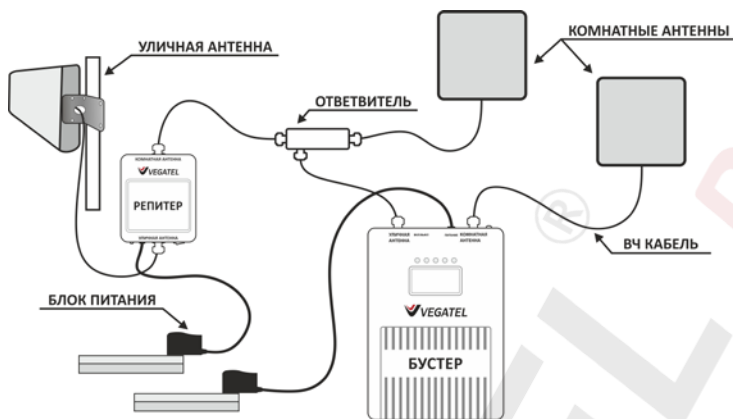 УЛИЧНАЯ АНТЕННА
КОМНАТНЫЕ АНТЕННЫ
ОТВЕТВИТЕЛЬ
КОМНАТНАЯ АНТЕННА
VEGATEL
РЕПИТЕР
УЛИЧНАЯ АНТЕННА
УЛИЧНАЯ АНТЕННА
КОМНАТНАЯ АНТЕННА
ВЧ КАБЕЛЬ
®
БЛОК ПИТАНИЯ
VEGATEL
БУСТЕР